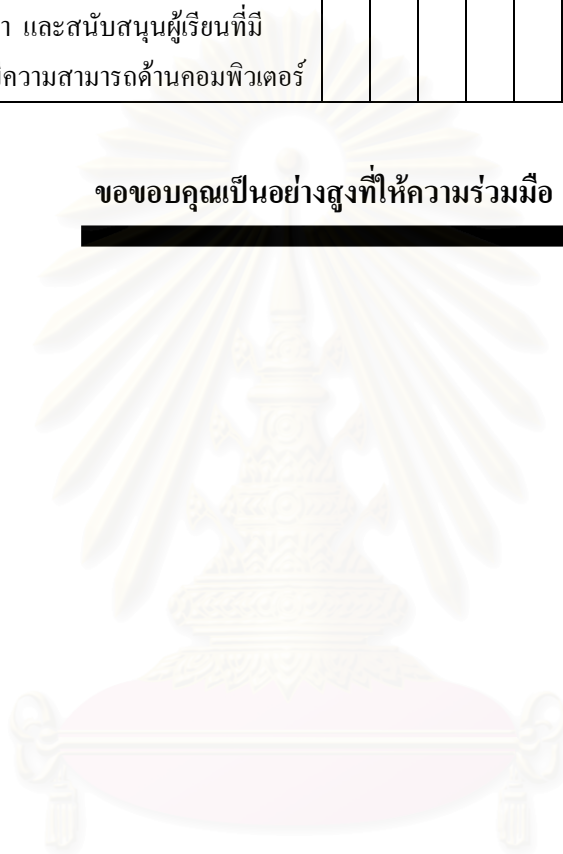 และสนับสนุนผู้เรียนที่มี
ความสามารถด้านคอมพิวเตอร์
ขอขอบคุณเป็นอย่างสูงที่ให้ความร่วมมือ